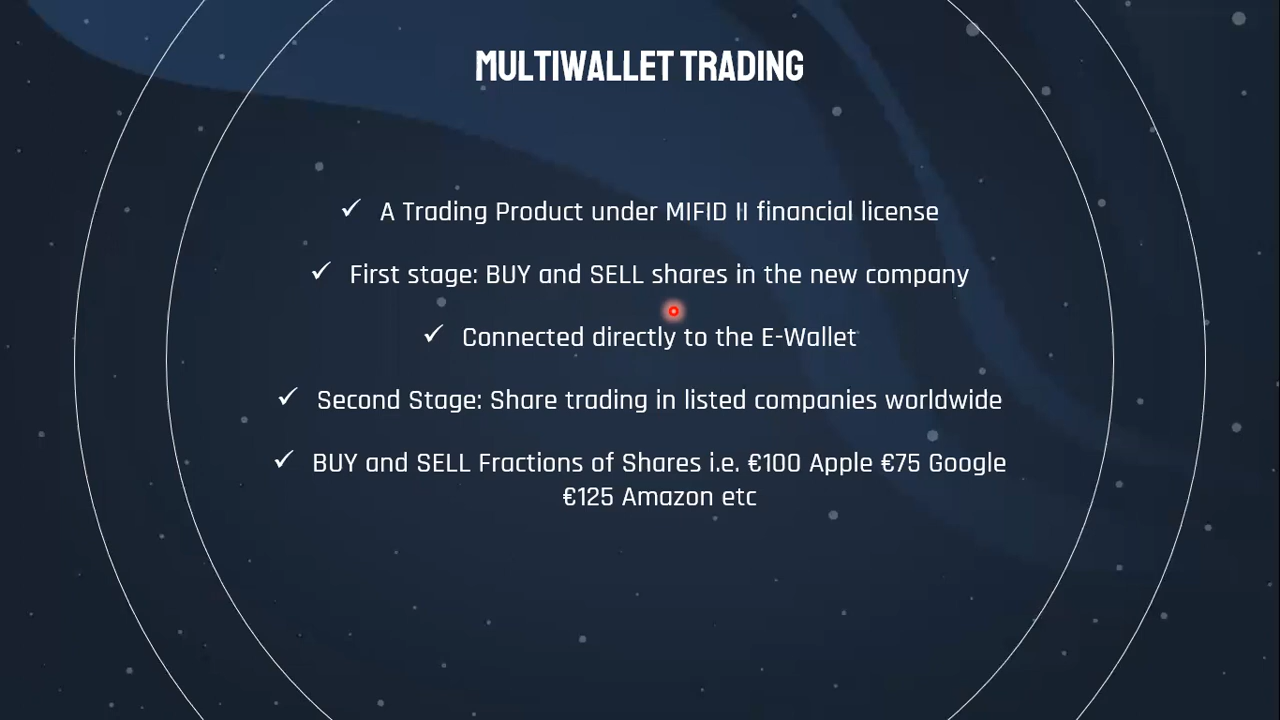 MULTIWALLET TRADING
✓ A Trading Product under MIFID II financial license
✓ First stage: BUY and SELL shares in the new company
✓ Connected directly to the E-Wallet
✓ Second Stage: Share trading in listed companies worldwide
✓ BUY and SELL Fractions of Shares i.e. €100 Apple €75 Google
€125 Amazon etc